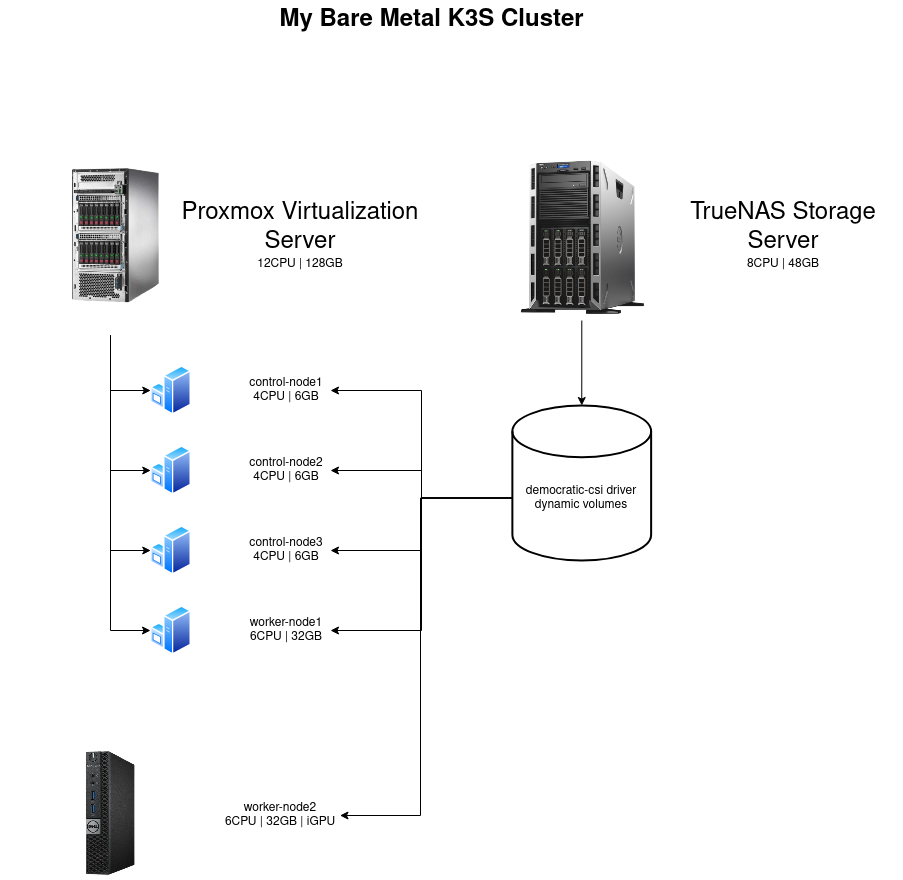 My Bare Metal K3S Cluster
Proxmox Virtualization
Server
12CPU | 128GB
TrueNAS Storage
Server
8CPU | 48GB
control-node1
4CPU | 6GB
control-node2
4CPU | 6GB
democratic-csi driver
dynamic volumes
control-node3
4CPU | 6GB
worker-node1
6CPU | 32GB
worker-node2
6CPU | 32GB | iGPU
DELL